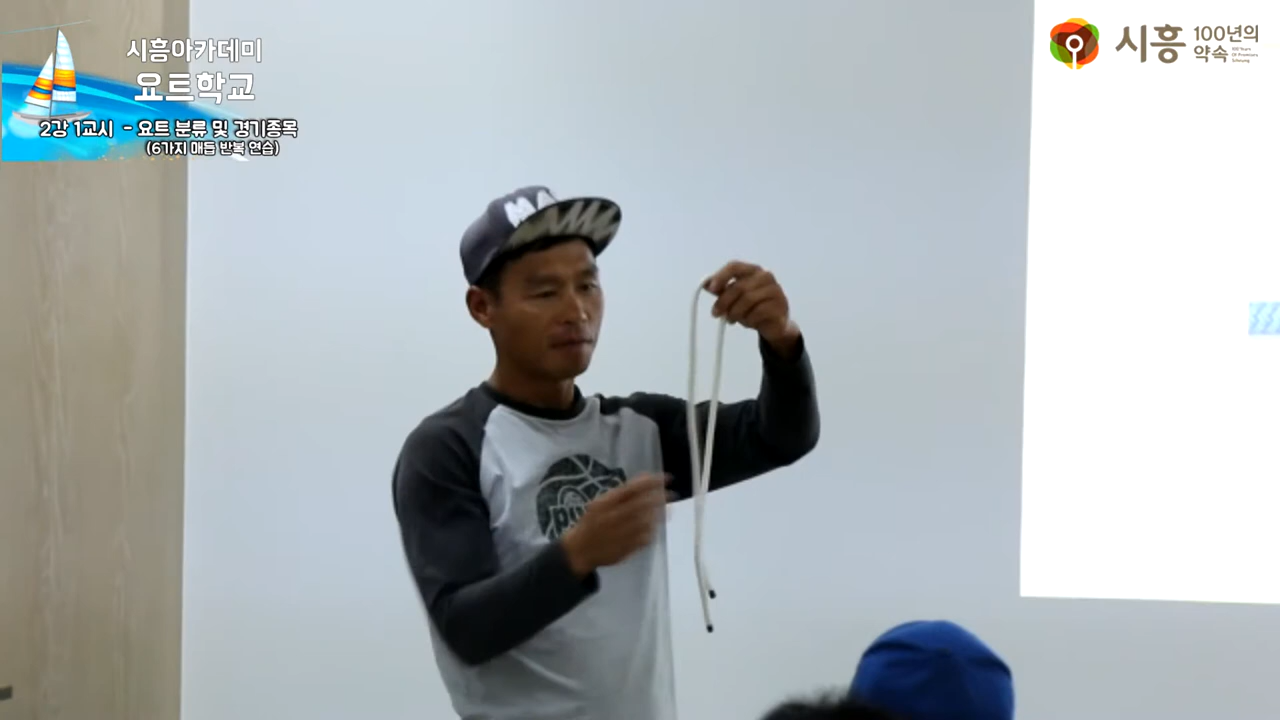 시흥아카데미
요트학교
2강 1교시 - 요트 분류 및 경기종목
(6가지 매듭 반복 연습)
시흥 100년의
약속